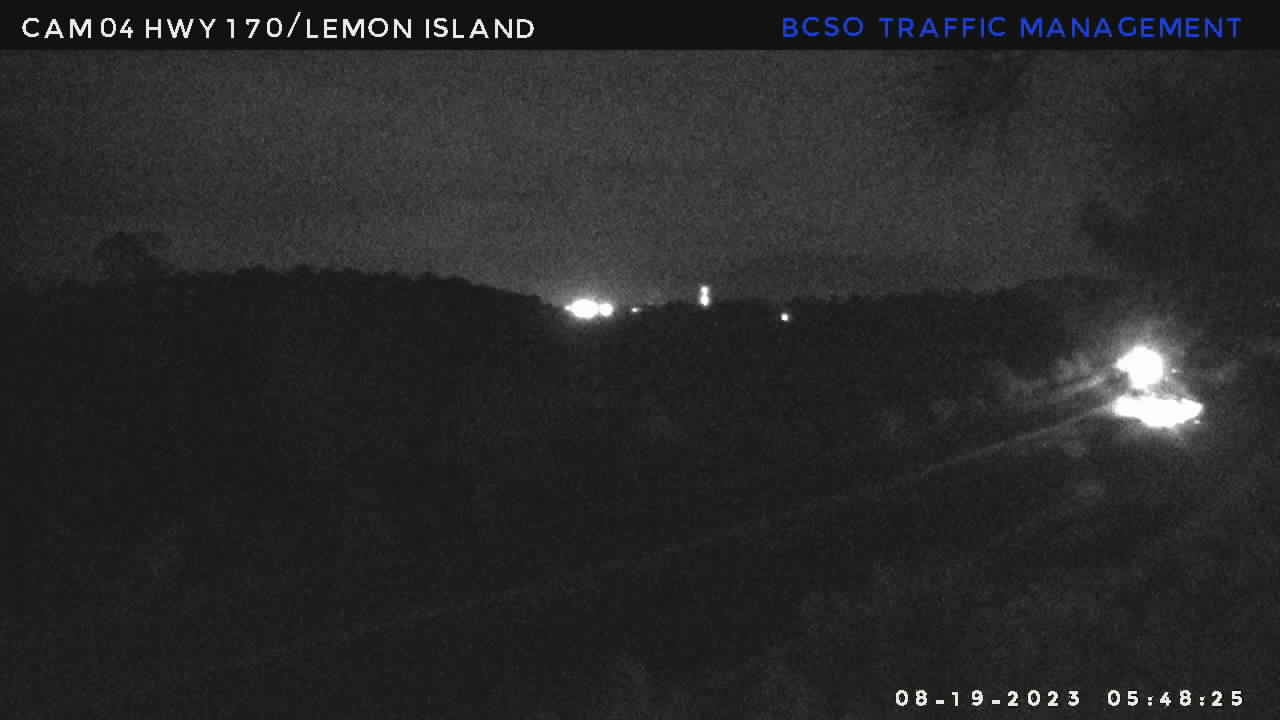 CAM04 HWY 170/LEMON ISLAND
BCSO TRAFFIC MANAGEMENT
08-19-2023 05:48:25